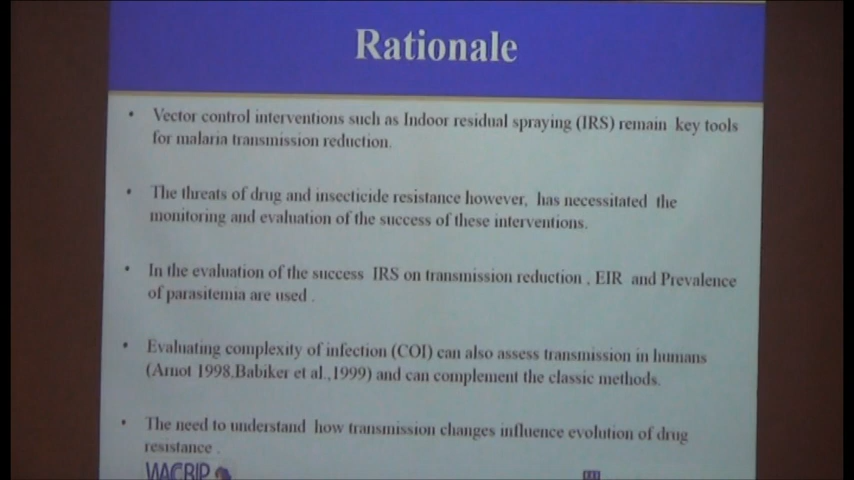 Rationale
• Vector control interventions such as Indoor residual spraying (IRS) remain key tools
for malaria transmission reduction.
• The threats of drug and insecticide resistance however, has necessitated the
monitoring and evaluation of the success of these interventions.
• In the evaluation of the success IRS on transmission reduction , EIR and Prevalence
of parasitemia are used .
• Evaluating complexity of infection (COI) can also assess transmission in humans
(Arnot 1998,Babiker et al.,1999) and can complement the classic methods.
• The need to understand how transmission changes influence evolution of drug
resistance .
WACBIP